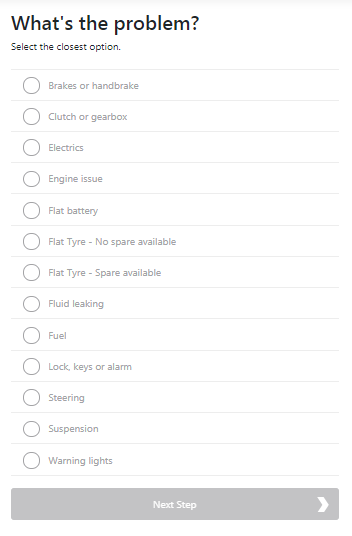 What's the problem?
Select the closest option.
Brakes or handbrake
Clutch or gearbox
Electrics
Engine issue
Flat battery
Flat Tyre - No spare available
Flat Tyre - Spare available
Fluid leaking
Fuel
Lock, keys or alarm
Steering
Suspension
Warning lights
Next Step